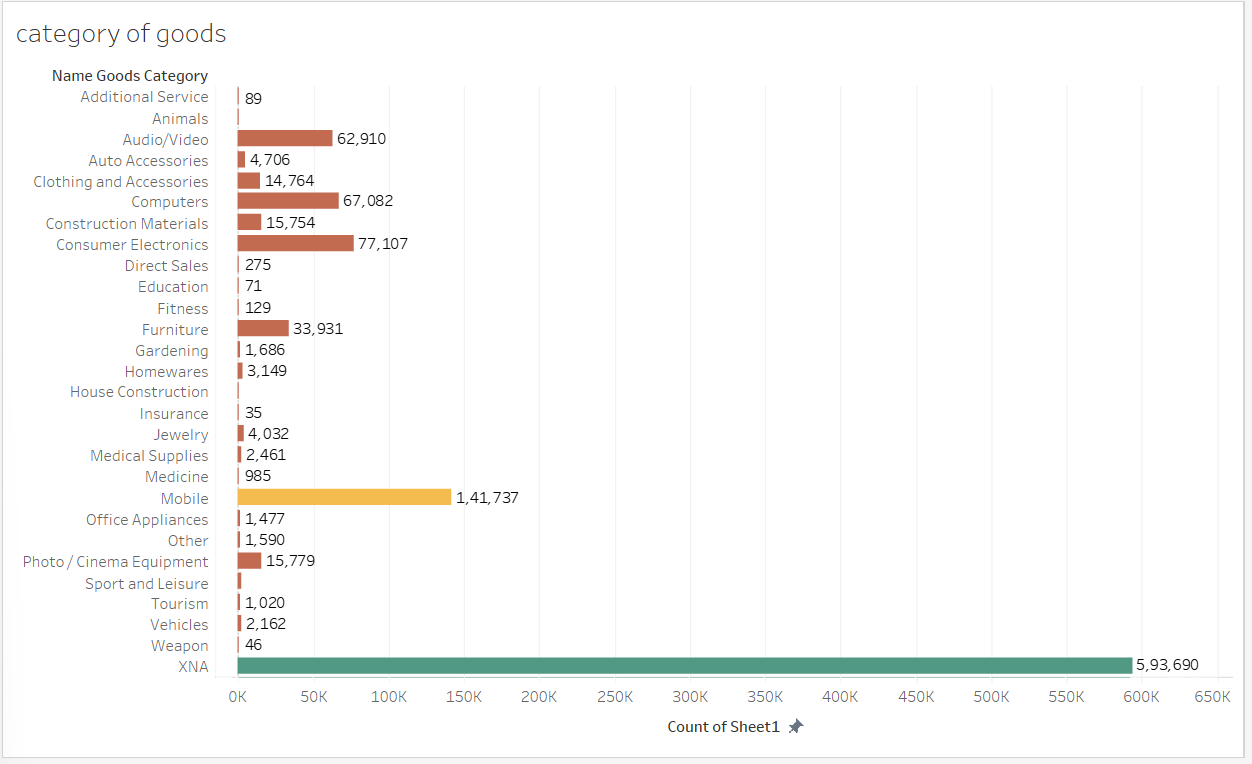 category of goods
Name Goods Category
Additional Service 89
Animals
Audio/Video 62,910
Auto Accessories 4,706
Clothing and Accessories 14,764
Computers 67,082
Construction Materials 15,754
Consumer Electronics 77,107
Direct Sales 275
Education 71
Fitness 129
Furniture 33,931
Gardening 1,686
Homewares 3,149
House Construction
Insurance 35
Jewelry 4,032
Medical Supplies 2,461
Medicine 985
Mobile 1,41,737
Office Appliances 1,477
Other 1,590
Photo / Cinema Equipment 15,779
Sport and Leisure
Tourism 1,020
Vehicles 2,162
Weapon 46
XNA 5,93,690
0K 50K 100K 150K 200K 250K 300K 350K 400K 450K 500K 550K 600K 650K
Count of Sheet1